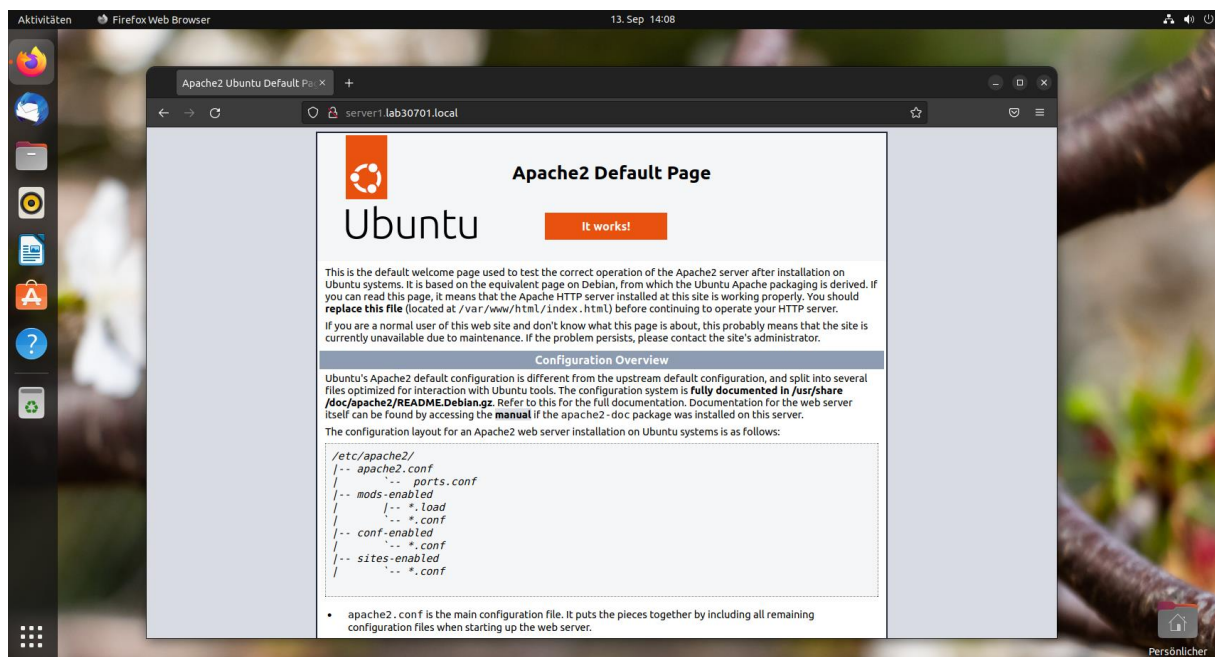 Aktivitäten Firefox Web Browser 13. Sep 14:08
Apache2 Ubuntu Default Pa × +
server1.lab30701.local
Ubuntu
Apache2 Default Page
It works!
This is the default welcome page used to test the correct operation of the Apache2 server after installation on
Ubuntu systems. It is based on the equivalent page on Debian, from which the Ubuntu Apache packaging is derived. If
you can read this page, it means that the Apache HTTP server installed at this site is working properly. You should
replace this file (located at /var/www/html/index.html) before continuing to operate your HTTP server.
If you are a normal user of this web site and don't know what this page is about, this probably means that the site is
currently unavailable due to maintenance. If the problem persists, please contact the site's administrator.
Configuration Overview
Ubuntu's Apache2 default configuration is different from the upstream default configuration, and split into several
files optimized for interaction with Ubuntu tools. The configuration system is fully documented in /usr/share
/doc/apache2/README.Debian.gz. Refer to this for the full documentation. Documentation for the web server
itself can be found by accessing the manual if the apache2-doc package was installed on this server.
The configuration layout for an Apache2 web server installation on Ubuntu systems is as follows:
/etc/apache2/
|-- apache2.conf
|       `--  ports.conf
|-- mods-enabled
|       |-- *.load
|       `-- *.conf
|-- conf-enabled
|       `-- *.conf
|-- sites-enabled
|       `-- *.conf
• apache2.conf is the main configuration file. It puts the pieces together by including all remaining
configuration files when starting up the web server.
Persönlicher